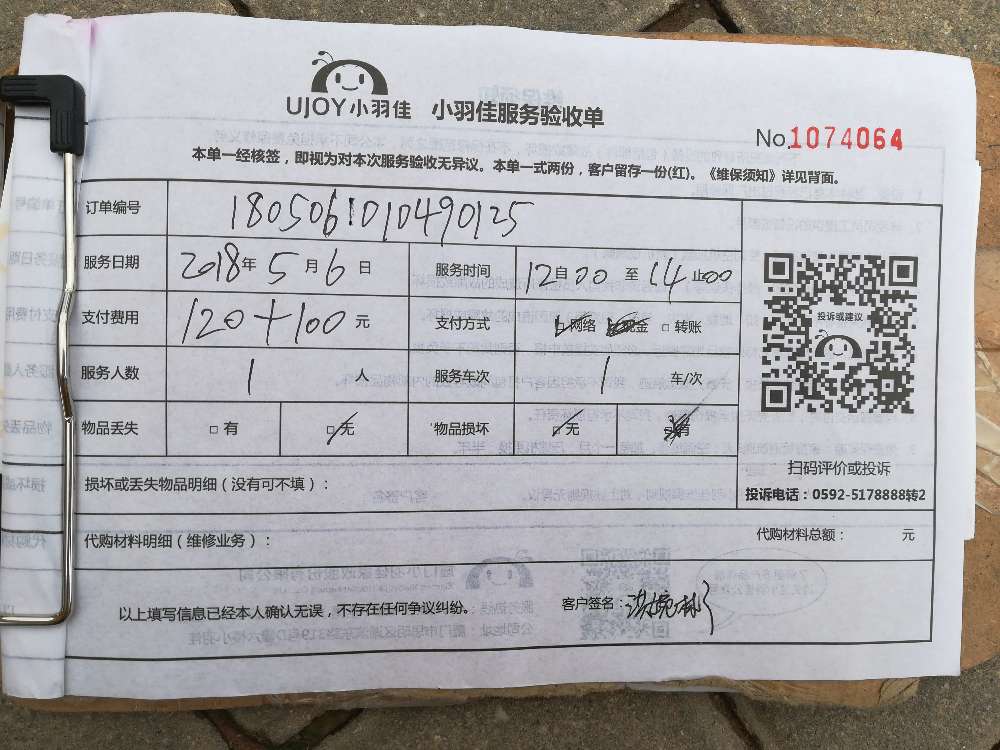 UJOY小羽佳 小羽佳服务验收单
No.1074064
本单一经核签，即视为对本次服务验收无异议。本单一式两份，客户留存一份(红)。《维保须知》详见背面。
订单编号 1805061010490125
服务日期 2018年5月6日 服务时间 12时00至14止00
支付费用 120+100元 支付方式 网络 现金 □转账
投诉或建议
服务人数 1人 服务车次 1车/次
物品丢失 □有 □无 物品损坏 □无 □有
扫码评价或投诉
损坏或丢失物品明细（没有可不填）：
投诉电话：0592-5178888转2
代购材料明细（维修业务）： 代购材料总额： 元
以上填写信息已经本人确认无误，不存在任何争议纠纷。 客户签名：